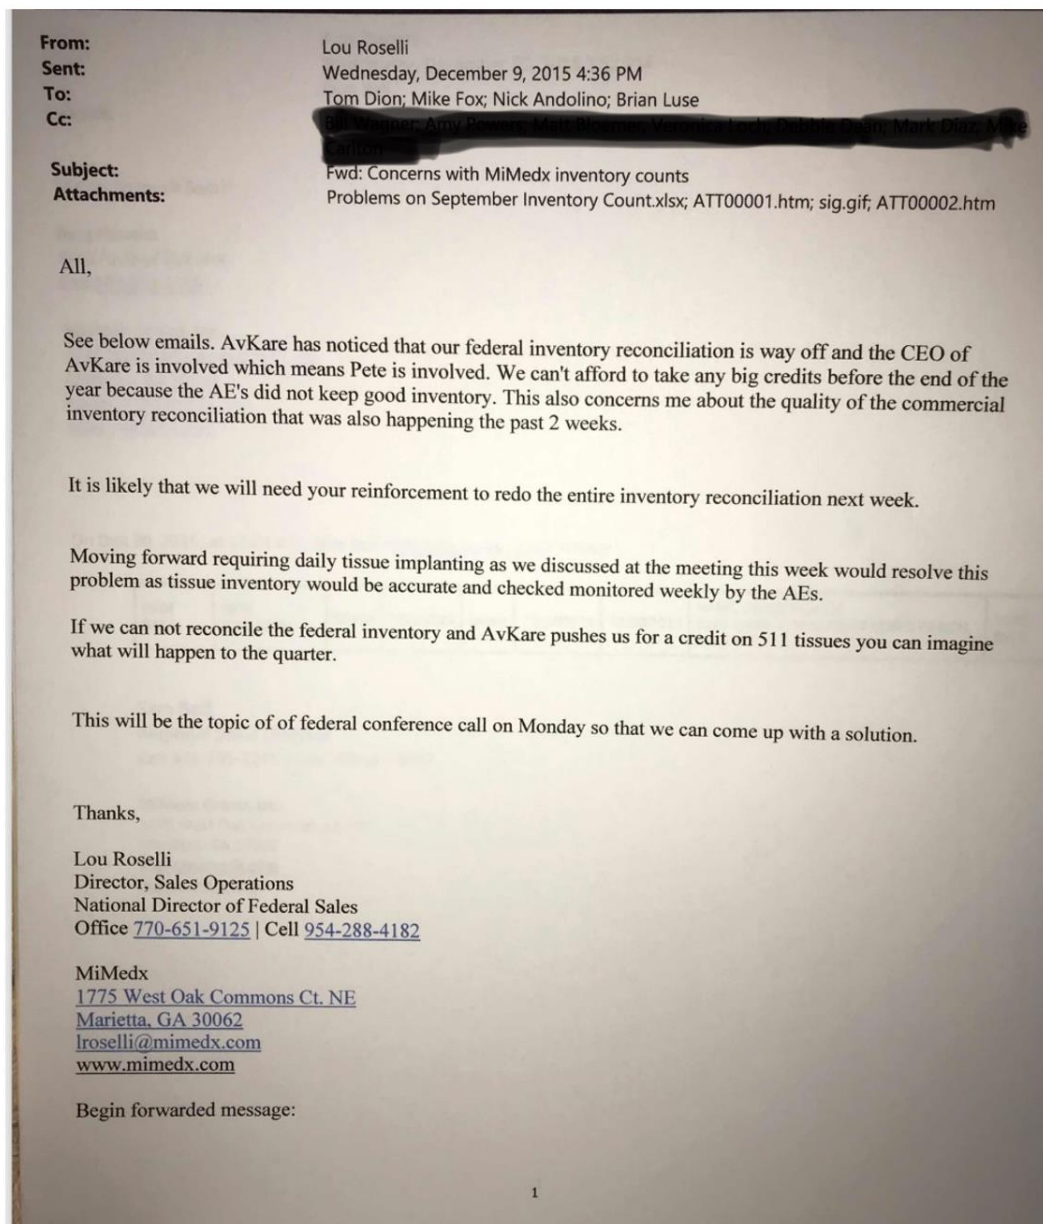 From: Lou Roselli
Sent: Wednesday, December 9, 2015 4:36 PM
To: Tom Dion; Mike Fox; Nick Andolino; Brian Luse
Cc:
Subject: Fwd: Concerns with MiMedx inventory counts
Attachments: Problems on September Inventory Count.xlsx; ATT00001.htm; sig.gif; ATT00002.htm
All,
See below emails. AvKare has noticed that our federal inventory reconciliation is way off and the CEO of
AvKare is involved which means Pete is involved. We can't afford to take any big credits before the end of the
year because the AE's did not keep good inventory. This also concerns me about the quality of the commercial
inventory reconciliation that was also happening the past 2 weeks.
It is likely that we will need your reinforcement to redo the entire inventory reconciliation next week.
Moving forward requiring daily tissue implanting as we discussed at the meeting this week would resolve this
problem as tissue inventory would be accurate and checked monitored weekly by the AEs.
If we can not reconcile the federal inventory and AvKare pushes us for a credit on 511 tissues you can imagine
what will happen to the quarter.
This will be the topic of of federal conference call on Monday so that we can come up with a solution.
Thanks,
Lou Roselli
Director, Sales Operations
National Director of Federal Sales
Office 770-651-9125 | Cell 954-288-4182
MiMedx
1775 West Oak Commons Ct. NE
Marietta, GA 30062
lroselli@mimedx.com
www.mimedx.com
Begin forwarded message:
1